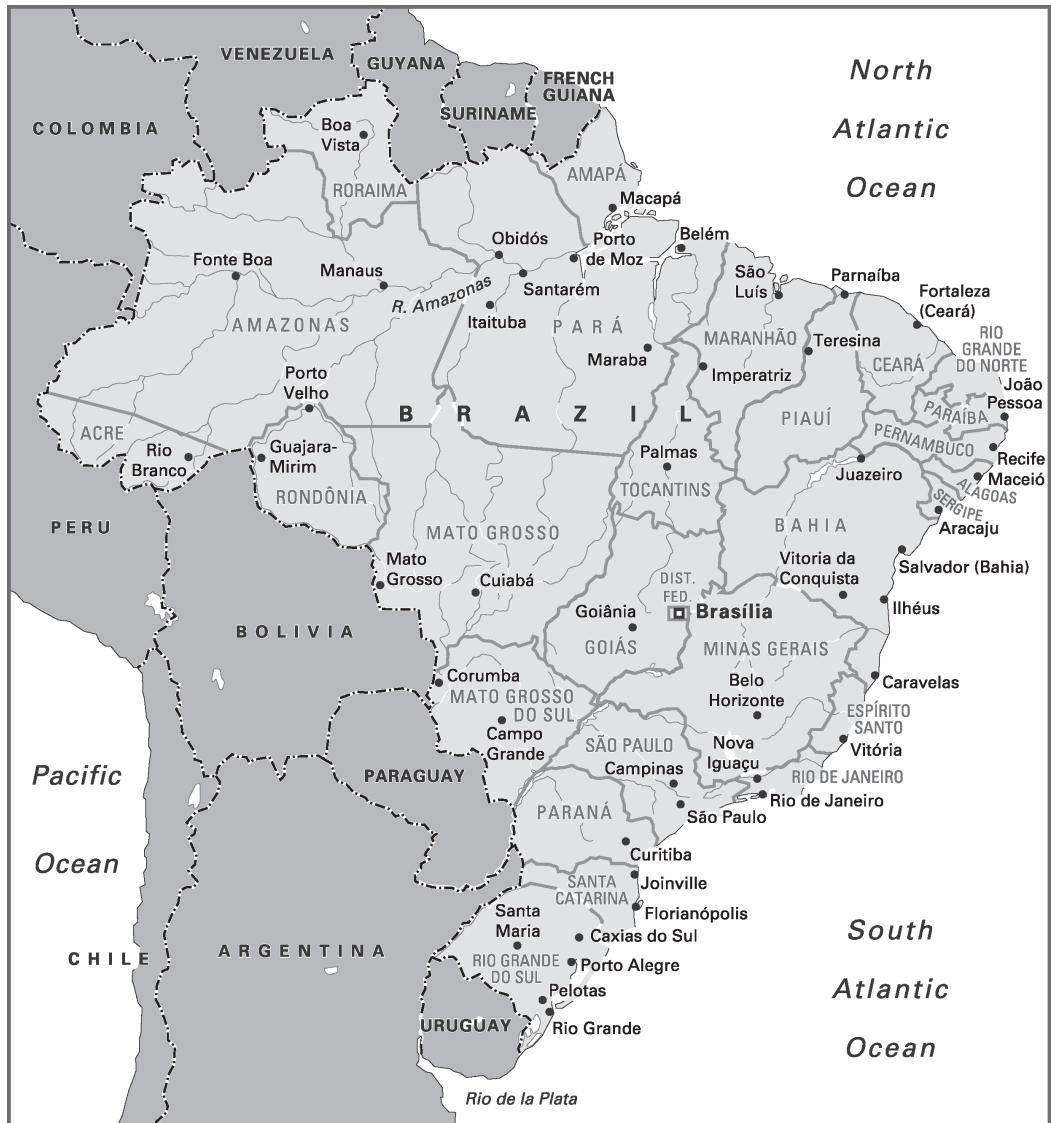 VENEZUELA
GUYANA
FRENCH
GUIANA
SURINAME
COLOMBIA
North
Atlantic
Ocean
Boa
Vista
RORAIMA
AMAPÁ
Macapá
Obidós
Porto
de Moz
Belém
Fonte Boa
Manaus
Santarém
R. Amazonas
Itaituba
São
Luís
Parnaíba
Fortaleza
(Ceará)
AMAZONAS
PARÁ
MARANHÃO
Teresina
CEARÁ
RIO
GRANDE
DO NORTE
Maraba
Imperatriz
João
Pessoa
Porto
Velho
BRAZIL
PIAUÍ
PARAÍBA
ACRE
Rio
Branco
Guajara-
Mirim
RONDÔNIA
Palmas
TOCANTINS
PERNAMBUCO
Recife
Juazeiro
Maceió
ALAGOAS
SERGIPE
Aracaju
PERU
MATO GROSSO
BAHIA
Mato
Grosso
Cuiabá
Vitoria da
Conquista
Salvador (Bahia)
DIST.
FED.
Ilhéus
Goiânia
Brasília
BOLIVIA
GOIÁS
MINAS GERAIS
Corumba
MATO GROSSO
DO SUL
Belo
Horizonte
Caravelas
Campo
Grande
ESPÍRITO
SANTO
Vitória
SÃO PAULO
Nova
Iguaçu
Pacific
Ocean
PARAGUAY
Campinas
RIO DE JANEIRO
Rio de Janeiro
São Paulo
PARANÁ
Curitiba
SANTA
CATARINA
Joinville
Florianópolis
Santa
Maria
Caxias do Sul
South
Atlantic
Ocean
CHILE
ARGENTINA
RIO GRANDE
DO SUL
Porto Alegre
Pelotas
URUGUAY
Rio Grande
Rio de la Plata